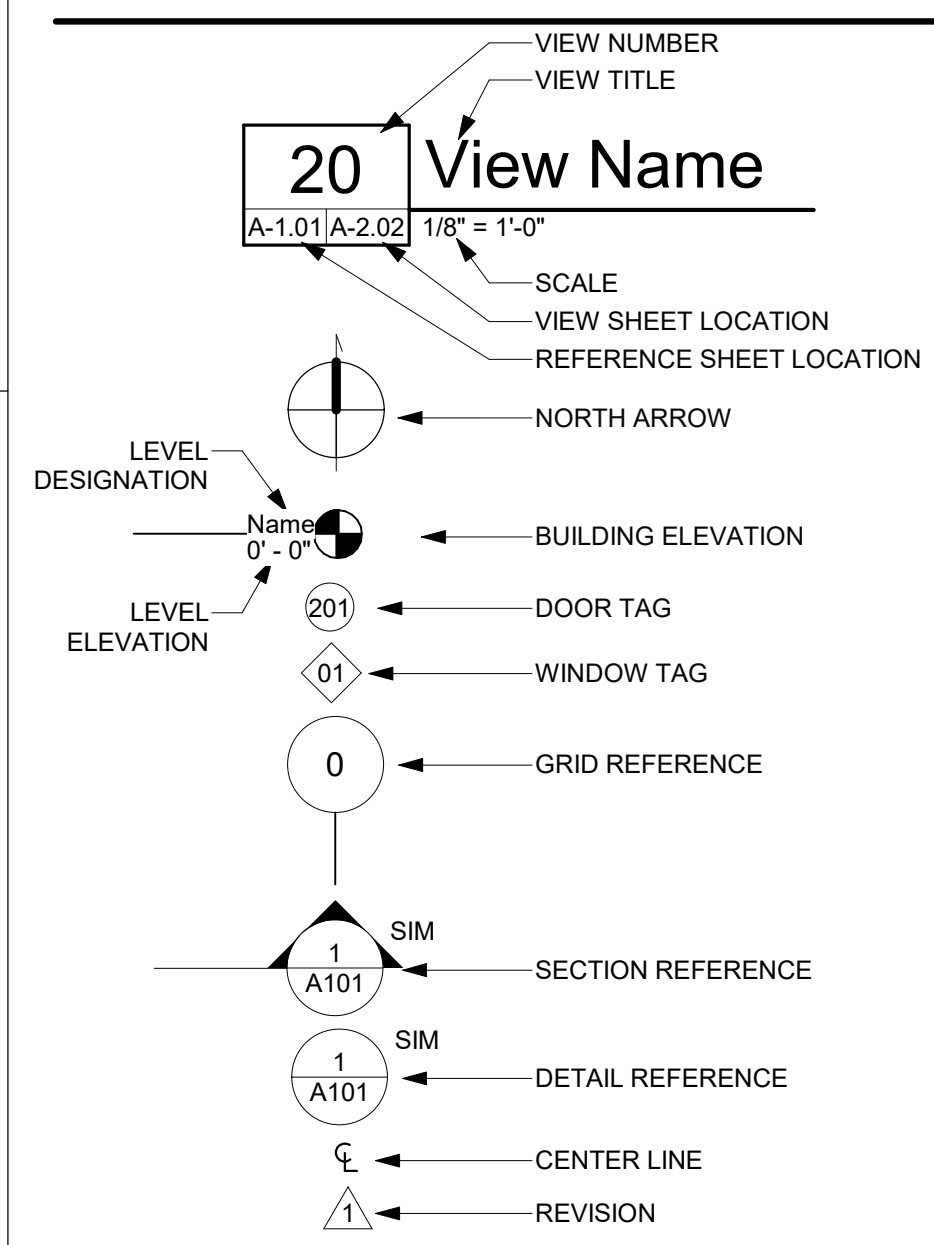 VIEW NUMBER
VIEW TITLE
20
View Name
A-1.01
A-2.02
1/8" = 1'-0"
SCALE
VIEW SHEET LOCATION
REFERENCE SHEET LOCATION
NORTH ARROW
LEVEL
DESIGNATION
Name
0' - 0"
BUILDING ELEVATION
LEVEL
ELEVATION
201
DOOR TAG
01
WINDOW TAG
0
GRID REFERENCE
SIM
1
A101
SECTION REFERENCE
SIM
1
A101
DETAIL REFERENCE
℄
CENTER LINE
1
REVISION